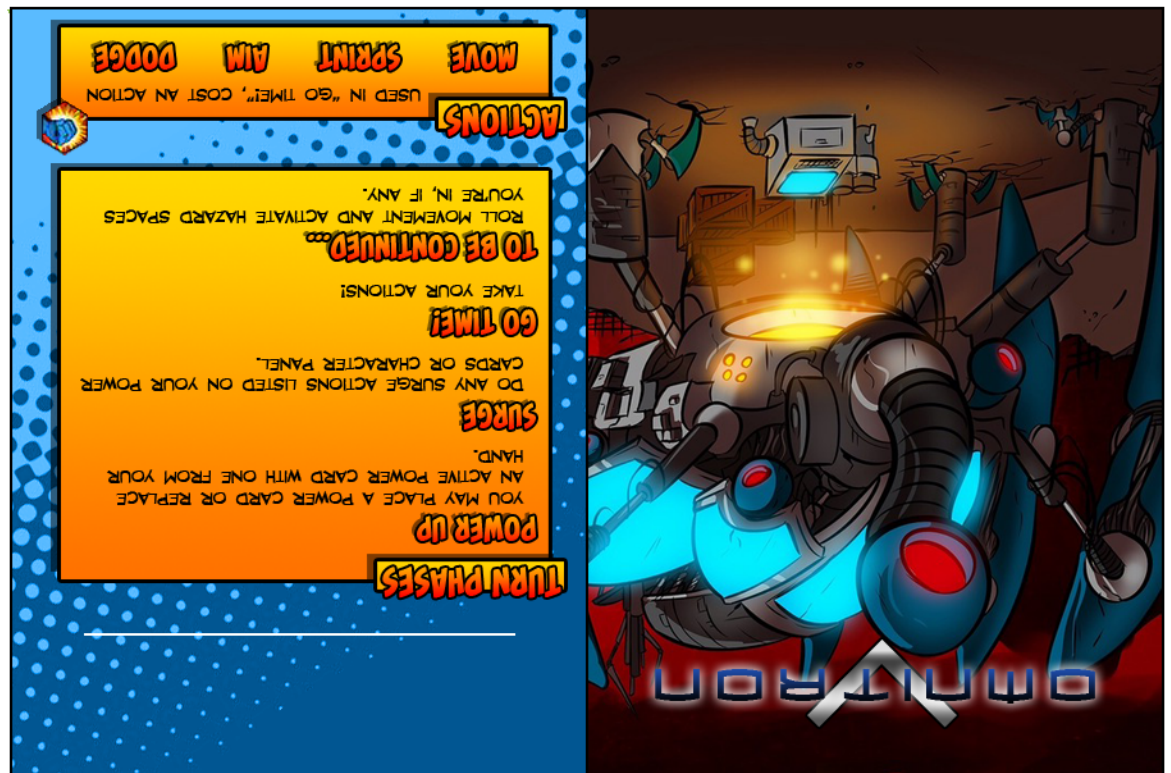 OMNITRON
TURN PHASES
POWER UP
YOU MAY PLACE A POWER CARD OR REPLACE
AN ACTIVE POWER CARD WITH ONE FROM YOUR
HAND.
SURGE
DO ANY SURGE ACTIONS LISTED ON YOUR POWER
CARDS OR CHARACTER PANEL.
GO TIME!
TAKE YOUR ACTIONS!
TO BE CONTINUED...
ROLL MOVEMENT AND ACTIVATE HAZARD SPACES
YOU'RE IN, IF ANY.
ACTIONS
USED IN "GO TIME!", COST AN ACTION
MOVE SPRINT AIM DODGE